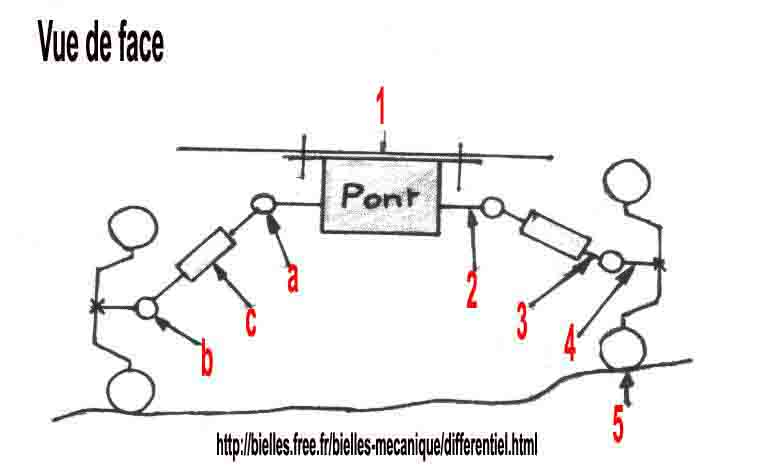 Vue de face
1
Pont
a
2
c
3
b
4
5
http://bielles.free.fr/bielles-mecanique/differentiel.html